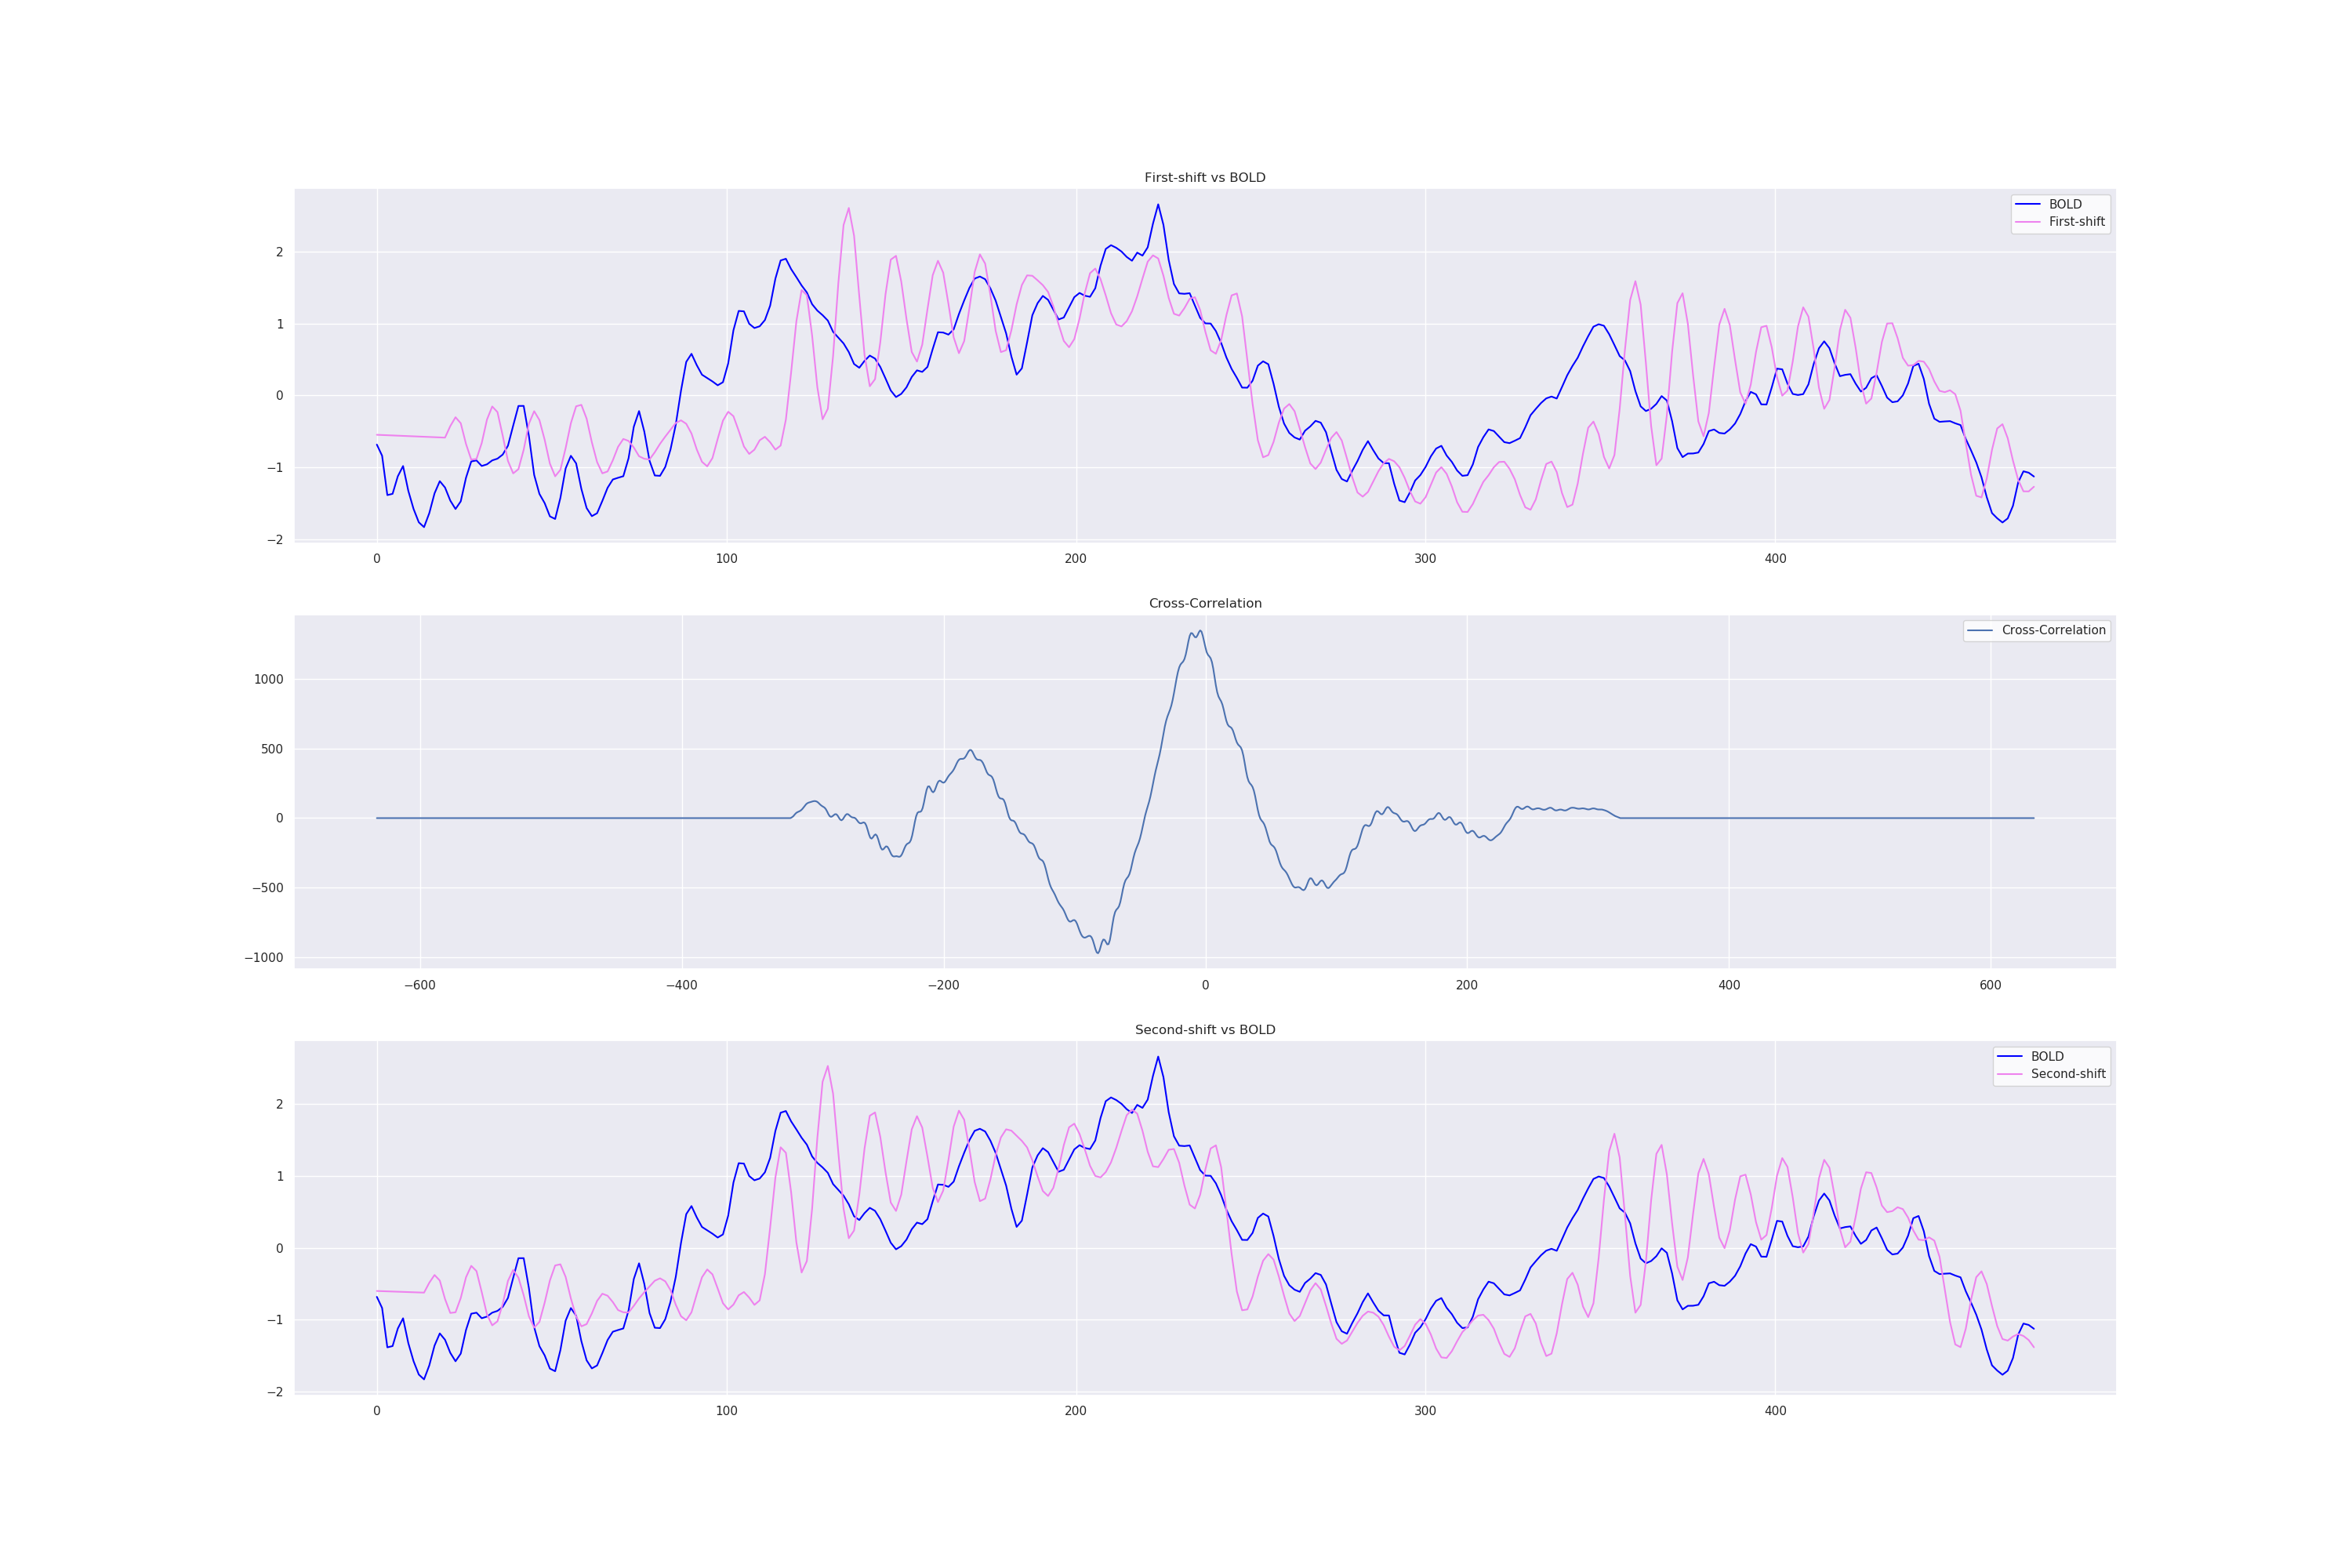 First-shift vs BOLD
BOLD
First-shift
2
1
0
−1
−2
0 100 200 300 400
Cross-Correlation
Cross-Correlation
1000
500
0
−500
−1000
−600 −400 −200 0 200 400 600
Second-shift vs BOLD
BOLD
Second-shift
2
1
0
−1
−2
0 100 200 300 400